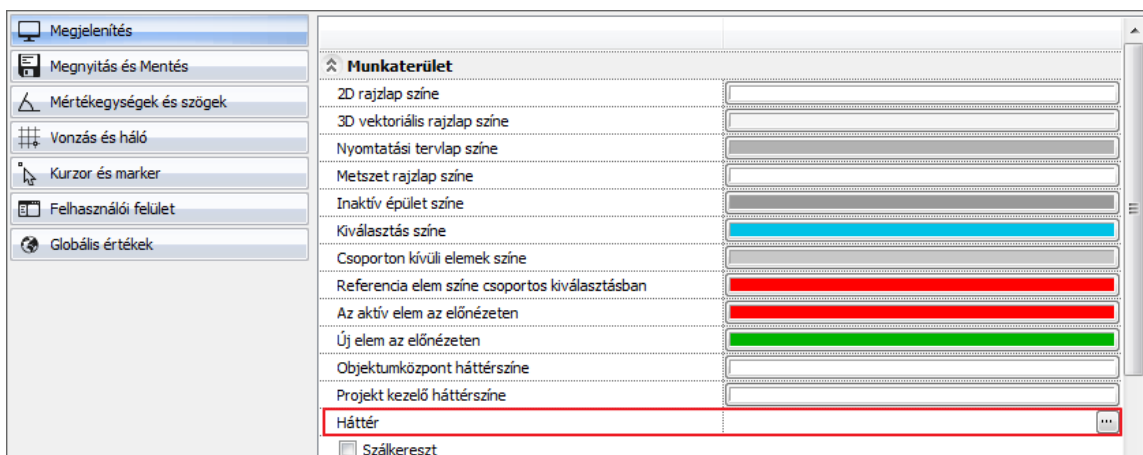 Megjelenítés
Megnyitás és Mentés
Mértékegységek és szögek
Vonzás és háló
Kurzor és marker
Felhasználói felület
Globális értékek
Munkaterület
2D rajzlap színe
3D vektoriális rajzlap színe
Nyomtatási tervlap színe
Metszet rajzlap színe
Inaktív épület színe
Kiválasztás színe
Csoporton kívüli elemek színe
Referencia elem színe csoportos kiválasztásban
Az aktív elem az előnézeten
Új elem az előnézeten
Objektumközpont háttérszíne
Projekt kezelő háttérszíne
Háttér ...
Szálkereszt